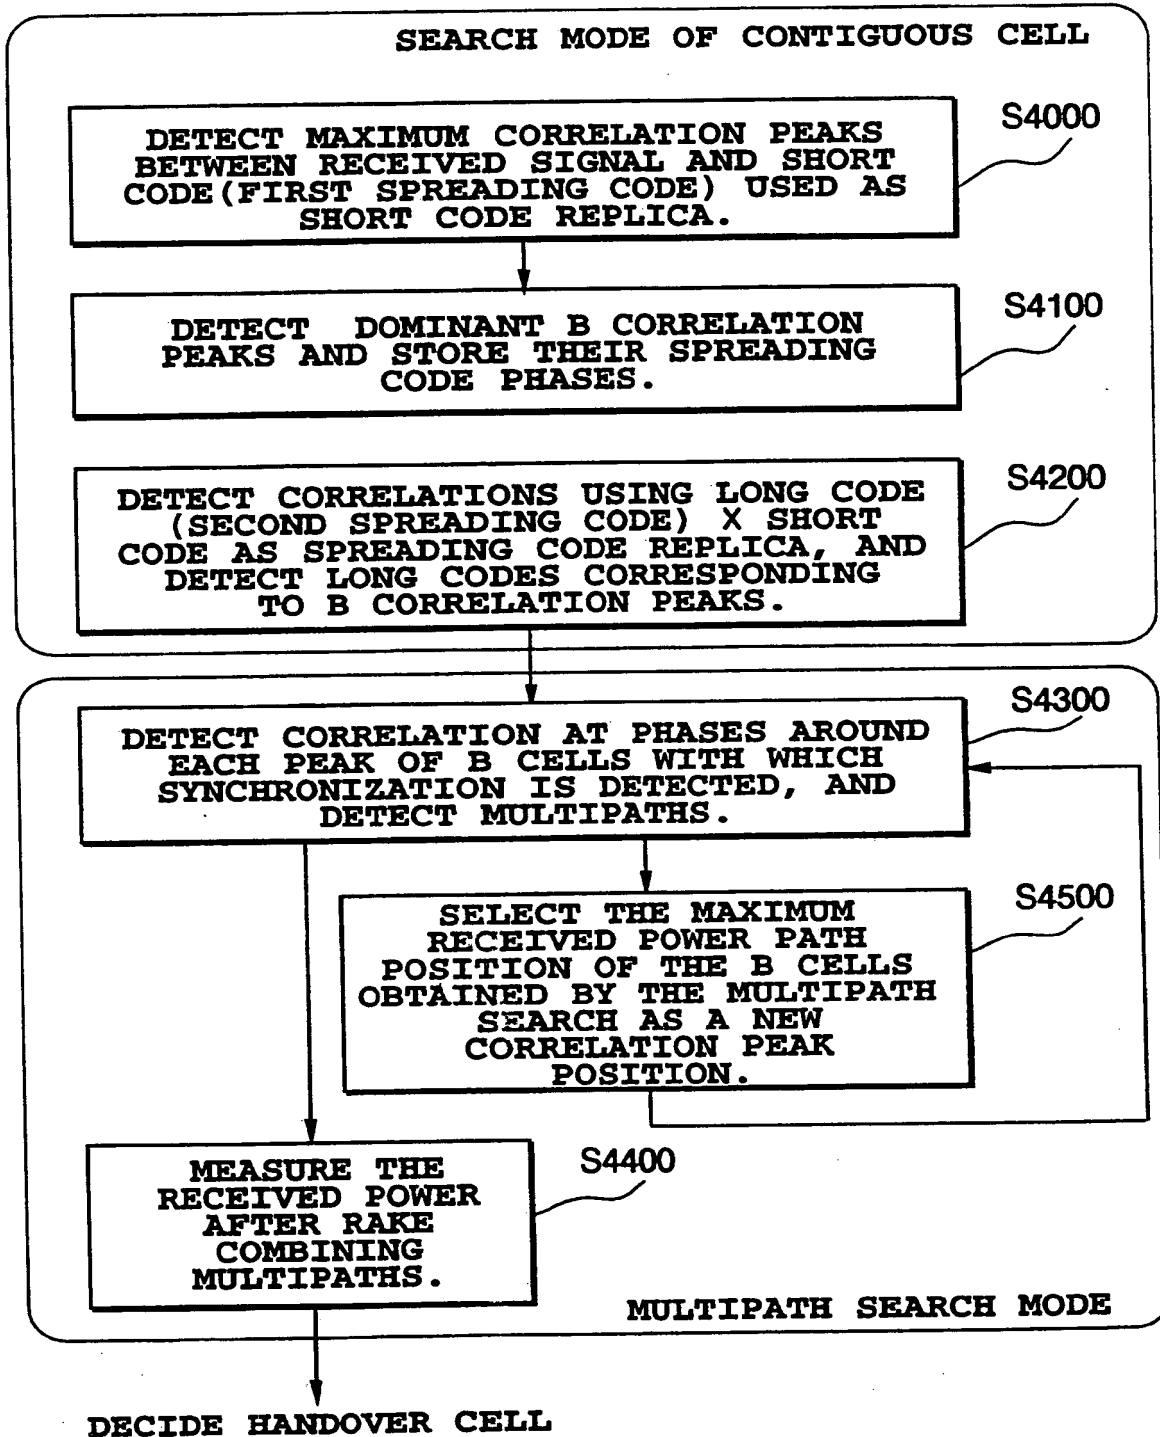 SEARCH MODE OF CONTIGUOUS CELL
S4000
DETECT MAXIMUM CORRELATION PEAKS
BETWEEN RECEIVED SIGNAL AND SHORT
CODE(FIRST SPREADING CODE) USED AS
SHORT CODE REPLICA.
S4100
DETECT DOMINANT B CORRELATION
PEAKS AND STORE THEIR SPREADING
CODE PHASES.
S4200
DETECT CORRELATIONS USING LONG CODE
(SECOND SPREADING CODE) X SHORT
CODE AS SPREADING CODE REPLICA, AND
DETECT LONG CODES CORRESPONDING
TO B CORRELATION PEAKS.
S4300
DETECT CORRELATION AT PHASES AROUND
EACH PEAK OF B CELLS WITH WHICH
SYNCHRONIZATION IS DETECTED, AND
DETECT MULTIPATHS.
S4500
SELECT THE MAXIMUM
RECEIVED POWER PATH
POSITION OF THE B CELLS
OBTAINED BY THE MULTIPATH
SEARCH AS A NEW
CORRELATION PEAK
POSITION.
S4400
MEASURE THE
RECEIVED POWER
AFTER RAKE
COMBINING
MULTIPATHS.
MULTIPATH SEARCH MODE
DECIDE HANDOVER CELL